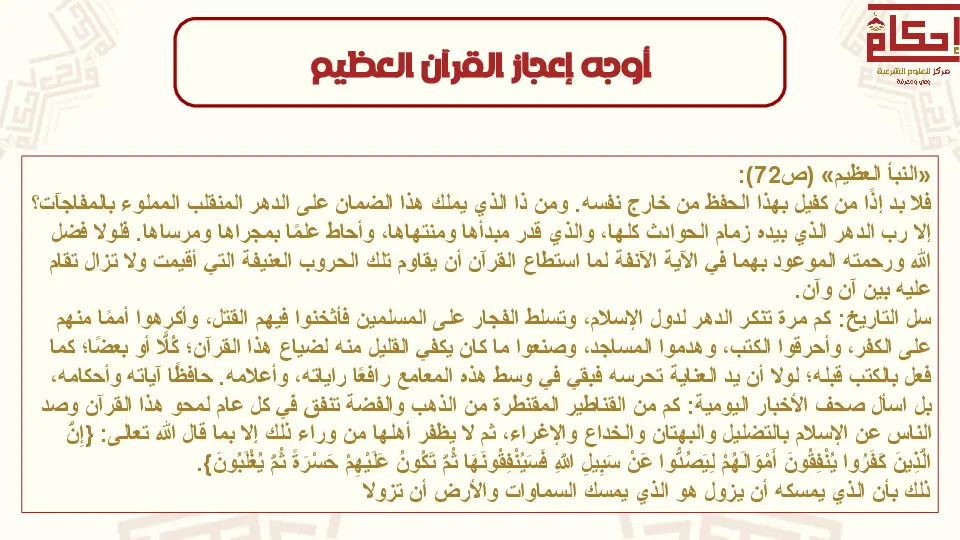 إحكام
مركز للعلوم الشرعية
وعي ومعرفة
أوجه إعجاز القرآن العظيم
«النبأ العظيم» (ص72):
فلا بد إذًا من كفيل بهذا الحفظ من خارج نفسه. ومن ذا الذي يملك هذا الضمان على الدهر المنقلب المملوء بالمفاجآت؟
إلا رب الدهر الذي بيده زمام الحوادث كلها، والذي قدر مبدأها ومنتهاها، وأحاط علمًا بمجراها ومرساها. فلولا فضل
الله ورحمته الموعود بهما في الآية الآنفة لما استطاع القرآن أن يقاوم تلك الحروب العنيفة التي أقيمت ولا تزال تقام
عليه بين آن وآن.
سل التاريخ: كم مرة تنكر الدهر لدول الإسلام، وتسلط الفجار على المسلمين فأثخنوا فيهم القتل، وأكرهوا أممًا منهم
على الكفر، وأحرقوا الكتب، وهدموا المساجد، وصنعوا ما كان يكفي القليل منه لضياع هذا القرآن؛ كُلًّا أو بعضًا؛ كما
فعل بالكتب قبله؛ لولا أن يد العناية تحرسه فبقي في وسط هذه المعامع رافعًا راياته، وأعلامه. حافظًا آياته وأحكامه،
بل اسأل صحف الأخبار اليومية: كم من القناطير المقنطرة من الذهب والفضة تنفق في كل عام لمحو هذا القرآن وصد
الناس عن الإسلام بالتضليل والبهتان والخداع والإغراء، ثم لا يظفر أهلها من وراء ذلك إلا بما قال الله تعالى: {إِنَّ
الَّذِينَ كَفَرُوا يُنْفِقُونَ أَمْوَالَهُمْ لِيَصُدُّوا عَنْ سَبِيلِ اللهِ فَسَيُنْفِقُونَهَا ثُمَّ تَكُونُ عَلَيْهِمْ حَسْرَةً ثُمَّ يُغْلَبُونَ}.
ذلك بأن الذي يمسكه أن يزول هو الذي يمسك السماوات والأرض أن تزولا